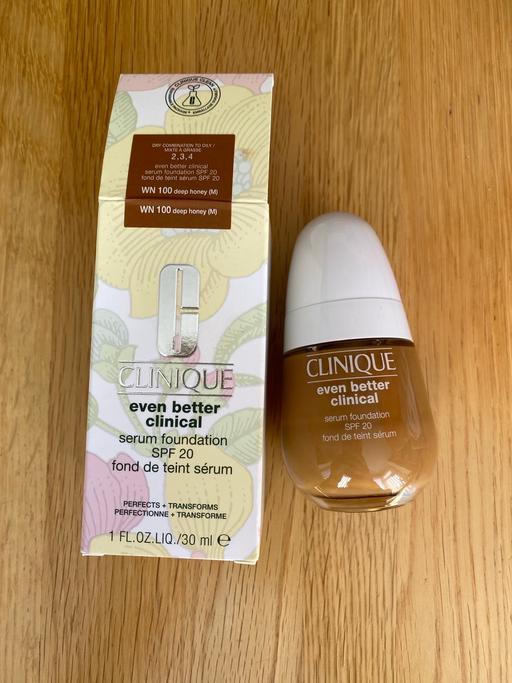 CLINIQUE CLEAN
DRY COMBINATION TO OILY /
MIXTE À GRASSE
2,3,4
even better clinical
serum foundation SPF 20
fond de teint sérum SPF 20
WN 100 deep honey (M)
WN 100 deep honey (M)
CLINIQUE
even better
clinical
serum foundation
SPF 20
fond de teint sérum
PERFECTS + TRANSFORMS
PERFECTIONNE + TRANSFORME
1 FL.OZ.LIQ./30 ml ℮
CLINIQUE
even better
clinical
serum foundation
SPF 20
fond de teint sérum